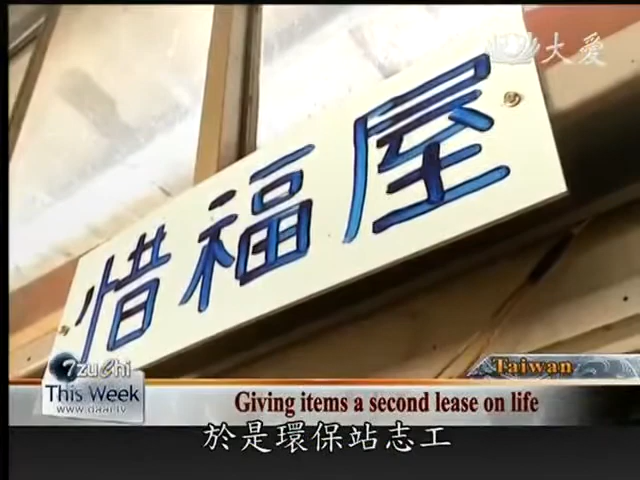 大愛
惜福屋
Tzu Chi
This Week
www.daai.tv
Taiwan
Giving items a second lease on life
於是環保站志工